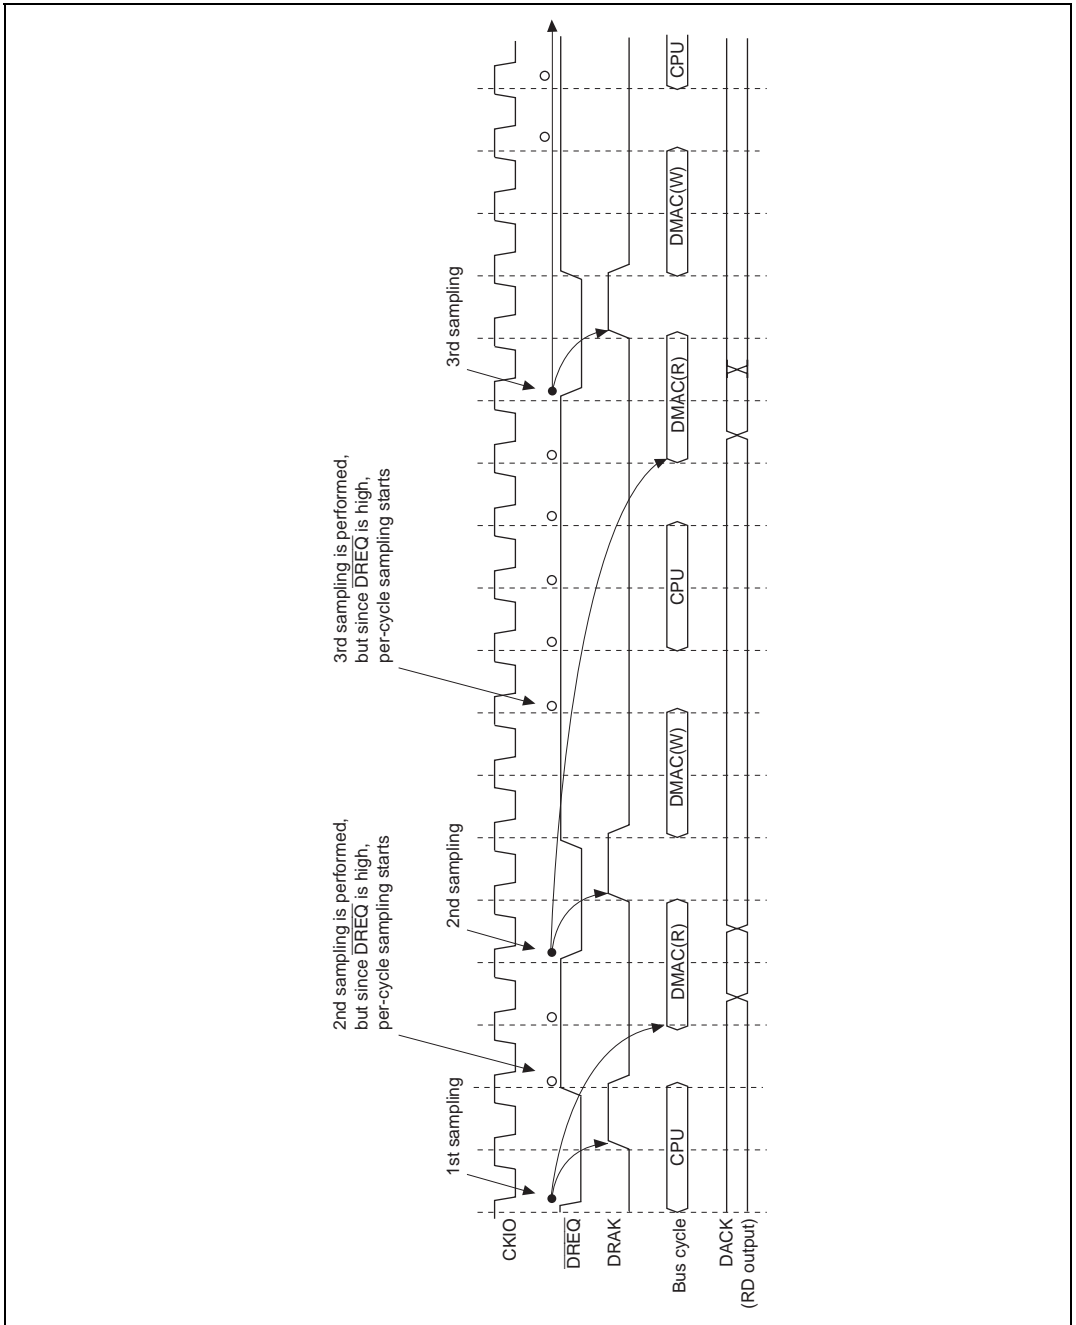 2nd sampling is performed,
but since DREQ is high,
per-cycle sampling starts
3rd sampling is performed,
but since DREQ is high,
per-cycle sampling starts
1st sampling
2nd sampling
3rd sampling
CKIO
DREQ
DRAK
Bus cycle
CPU
DMAC(R)
DMAC(W)
CPU
DMAC(R)
DMAC(W)
CPU
DACK
(RD output)